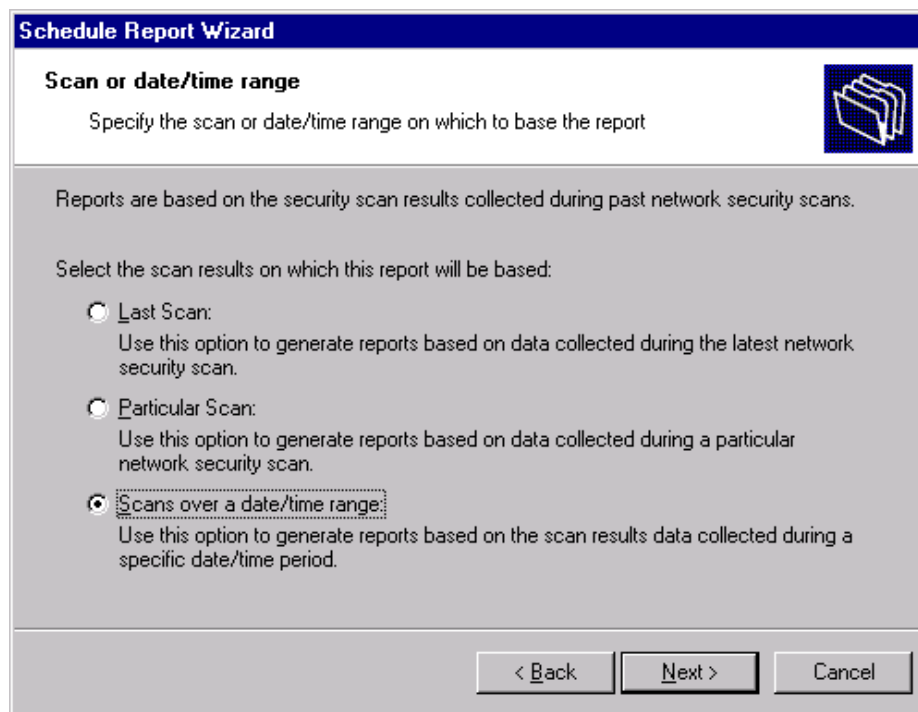 Schedule Report Wizard
Scan or date/time range
Specify the scan or date/time range on which to base the report
Reports are based on the security scan results collected during past network security scans.
Select the scan results on which this report will be based:
Last Scan:
Use this option to generate reports based on data collected during the latest network
security scan.
Particular Scan:
Use this option to generate reports based on data collected during a particular
network security scan.
Scans over a date/time range:
Use this option to generate reports based on the scan results data collected during a
specific date/time period.
< Back
Next >
Cancel